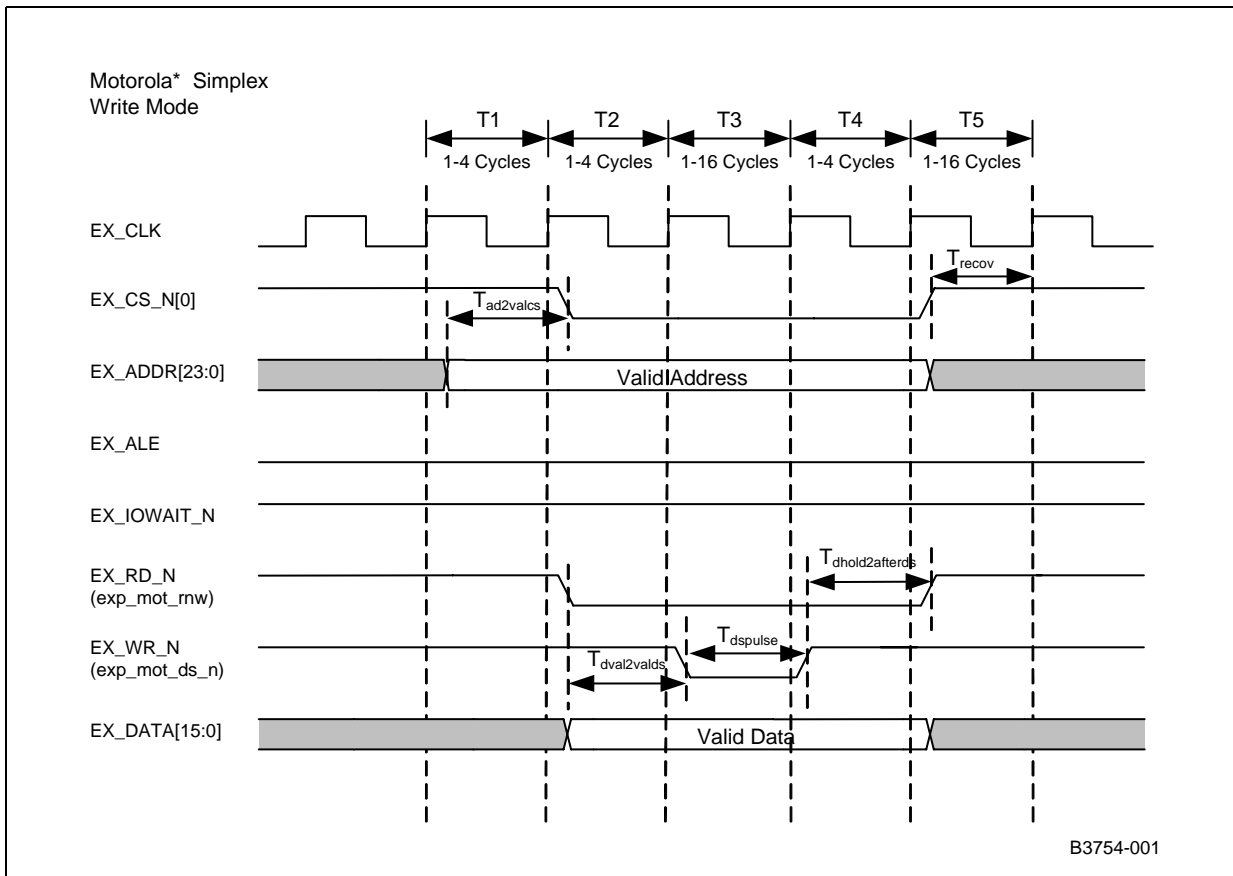 Motorola* Simplex
Write Mode
T1 T2 T3 T4 T5
1-4 Cycles 1-4 Cycles 1-16 Cycles 1-4 Cycles 1-16 Cycles
EX_CLK
Trecov
EX_CS_N[0]
Tad2valcs
EX_ADDR[23:0]
Valid Address
EX_ALE
EX_IOWAIT_N
Tdhold2afterds
EX_RD_N
(exp_mot_rnw)
EX_WR_N
Tdspulse
(exp_mot_ds_n)
Tdval2valds
EX_DATA[15:0]
Valid Data
B3754-001